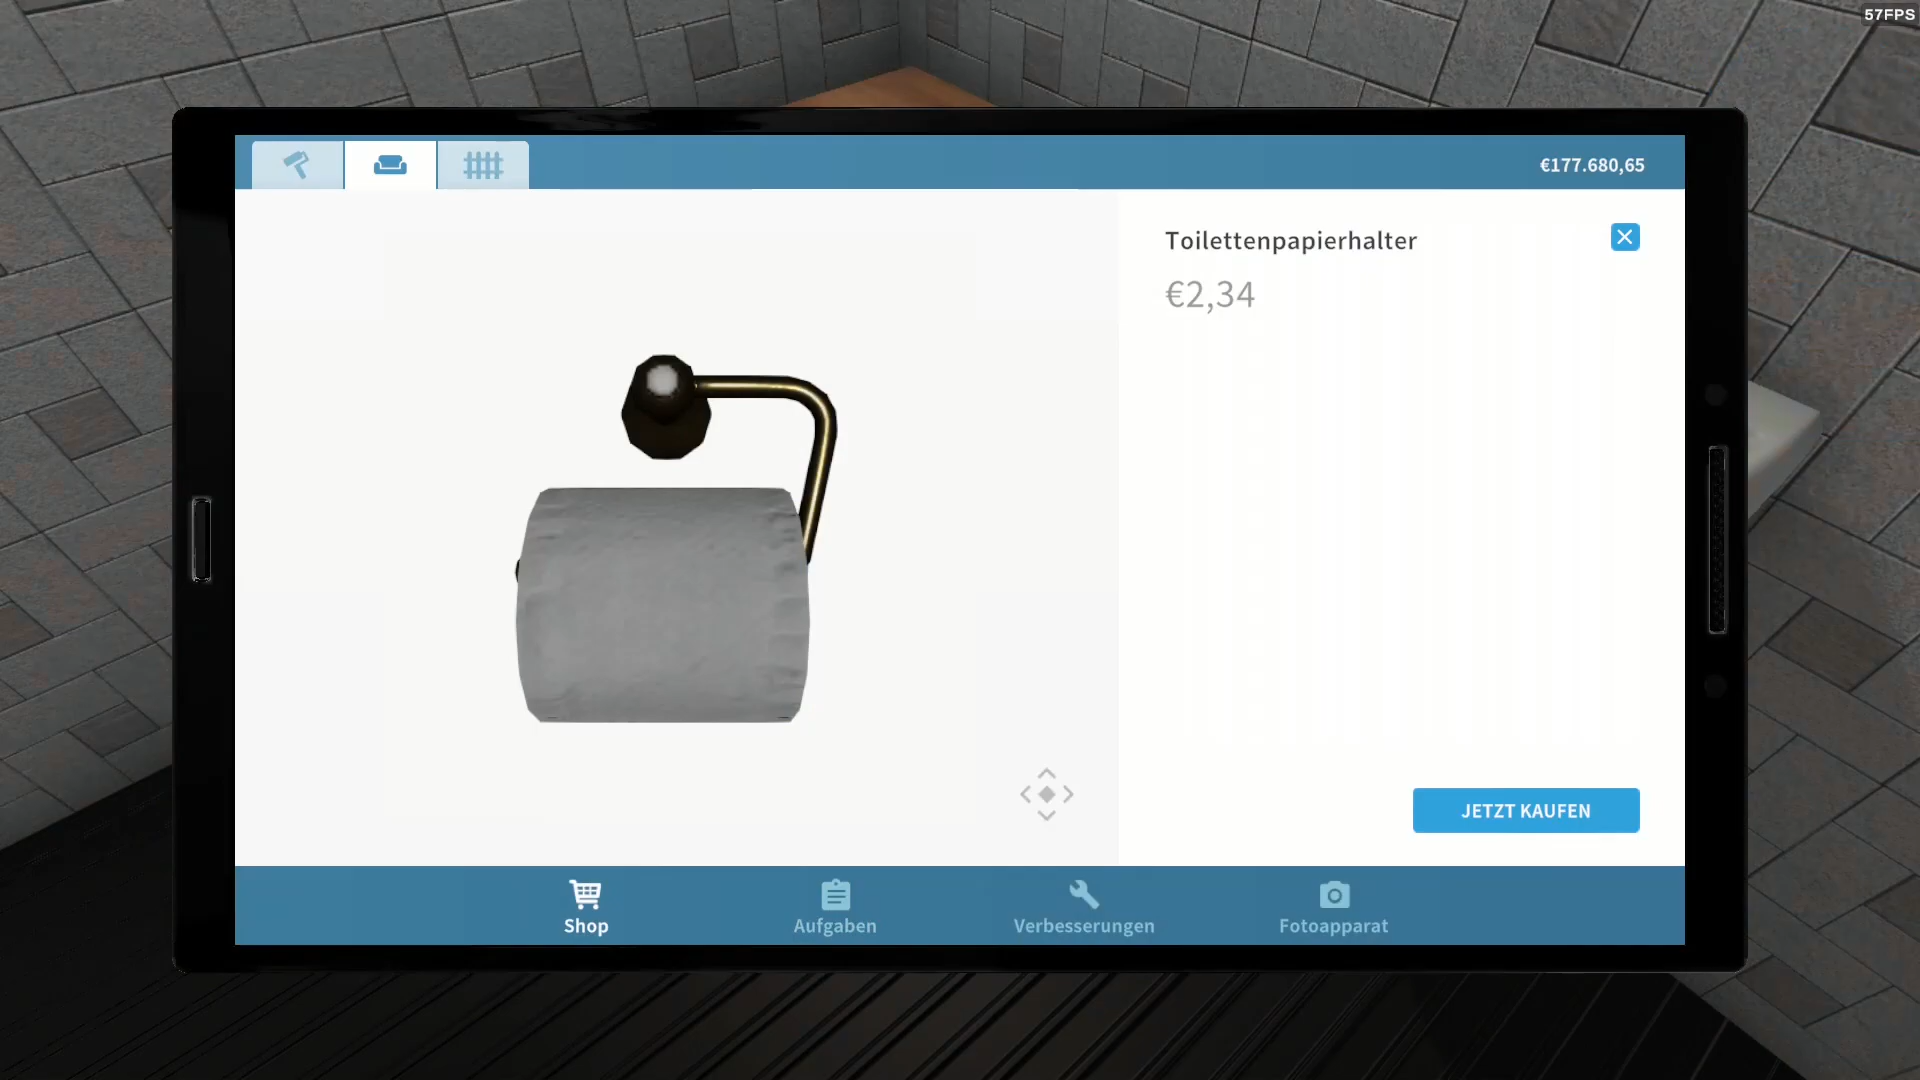 57FPS
€177.680,65
Toilettenpapierhalter
€2,34
JETZT KAUFEN
Shop
Aufgaben
Verbesserungen
Fotoapparat